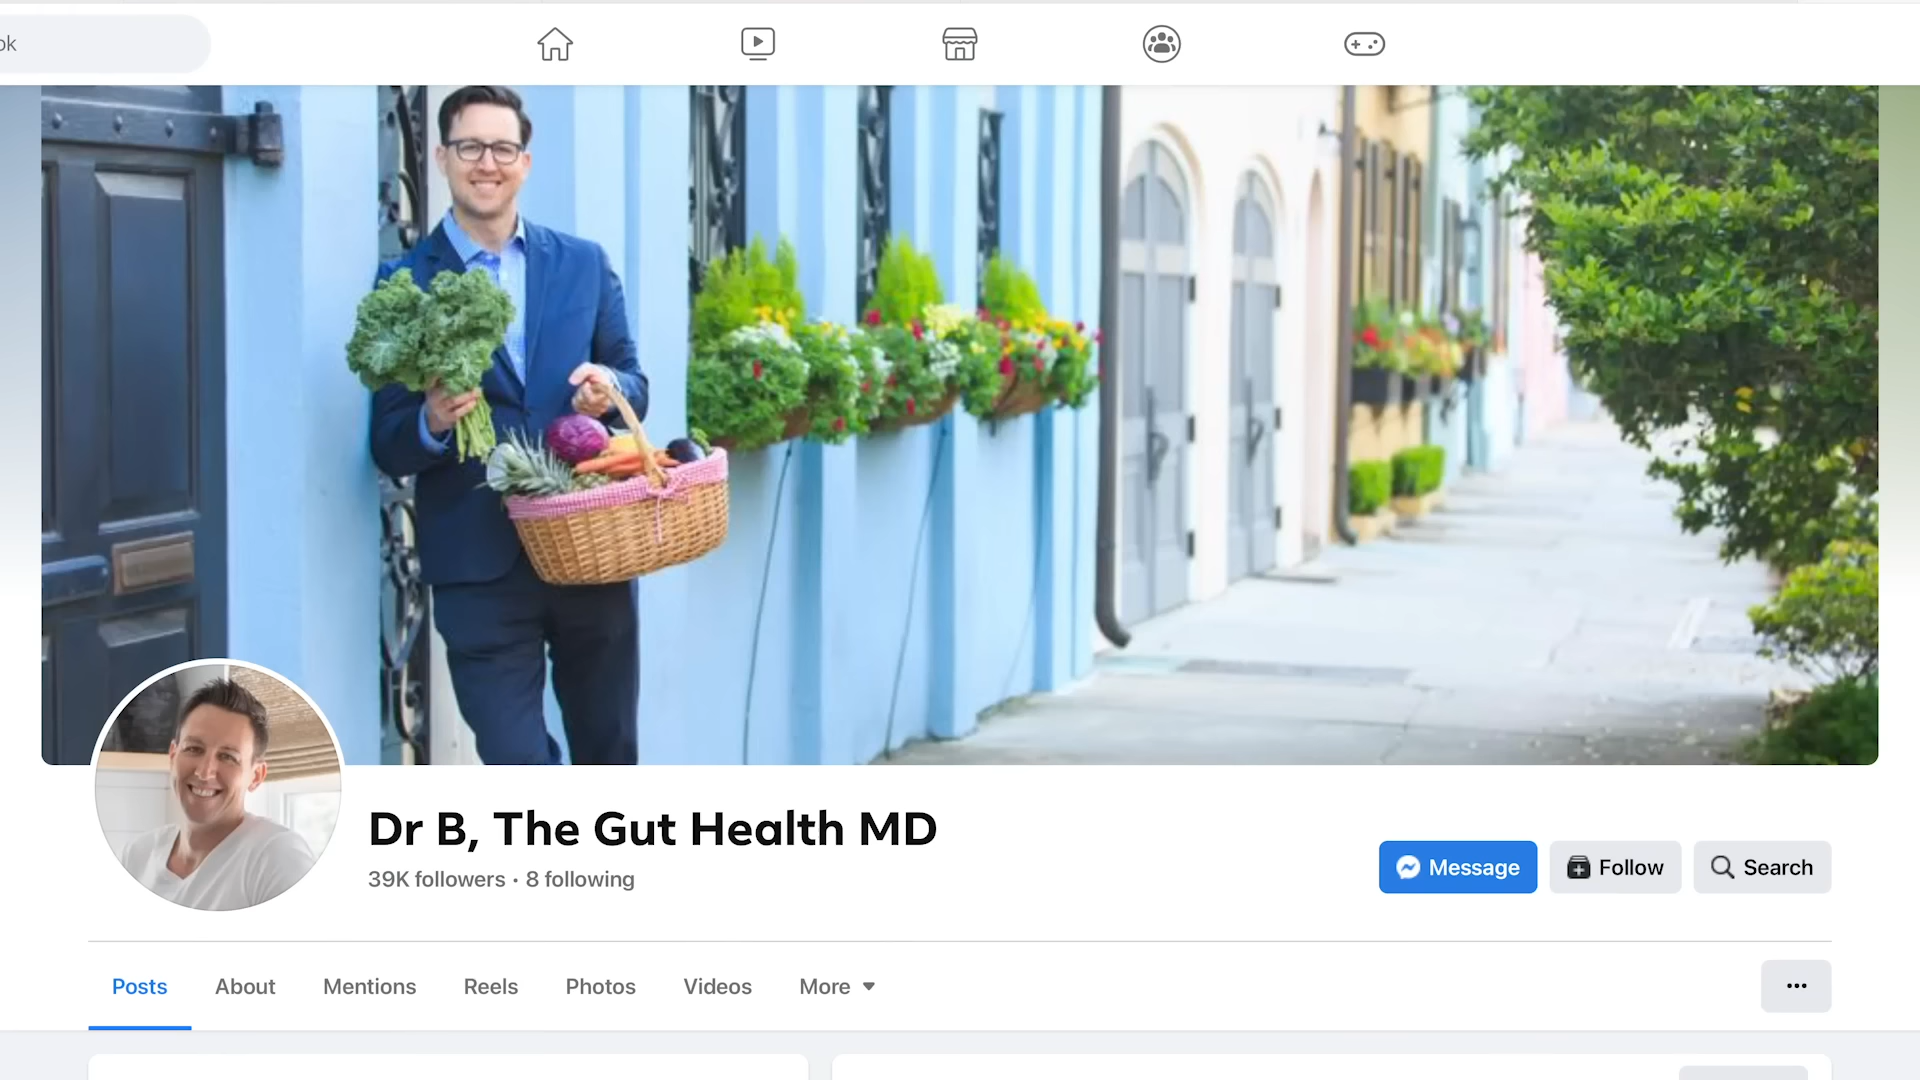 ok
Dr B, The Gut Health MD
39K followers · 8 following
Message
Follow
Search
Posts
About
Mentions
Reels
Photos
Videos
More